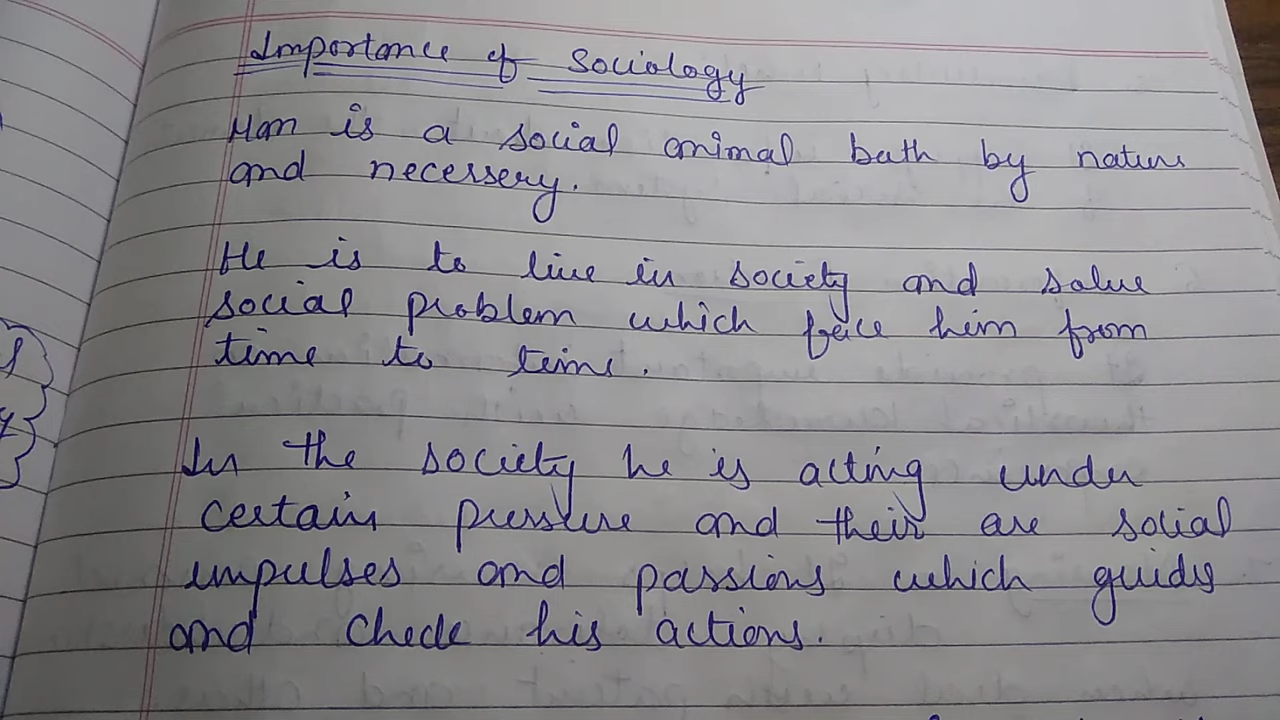 Importance of Sociology
Man is a social animal bath by nature
and necessery.
He is to live in society and solve
social problem which face him from
time to time.
In the society he is acting under
certain pressure and their are social
impulses and passions which guids
and check his actions.